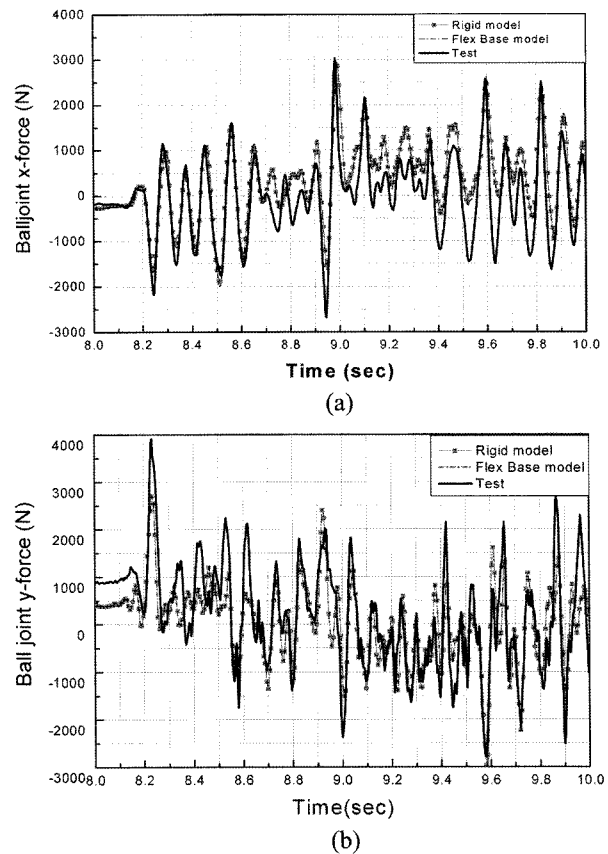 4000
3000
2000
1000
0
-1000
-2000
-3000
Balljoint x-force (N)
Rigid model
Flex Base model
Test
8.0 8.2 8.4 8.6 8.8 9.0 9.2 9.4 9.6 9.8 10.0
Time (sec)
(a)
4000
3000
2000
1000
0
-1000
-2000
-3000
Ball joint y-force (N)
Rigid model
Flex Base model
Test
8.0 8.2 8.4 8.6 8.8 9.0 9.2 9.4 9.6 9.8 10.0
Time(sec)
(b)